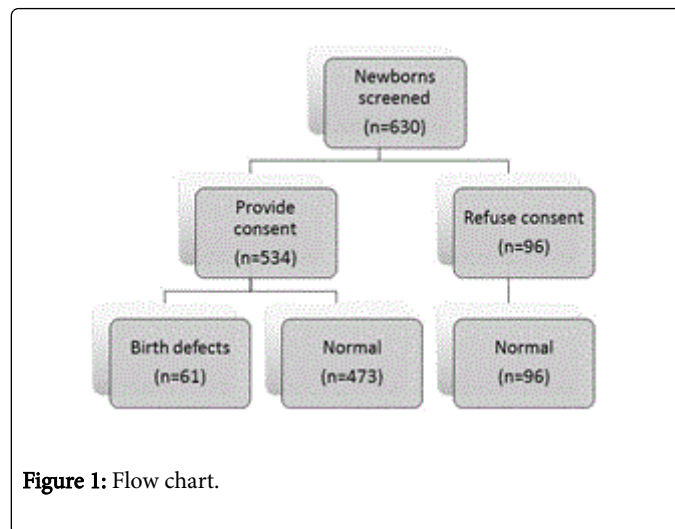 Newborns
screened
(n=630)
Provide
consent
(n=534)
Refuse consent
(n=96)
Birth defects
(n=61)
Normal
(n=473)
Normal
(n=96)
Figure 1: Flow chart.